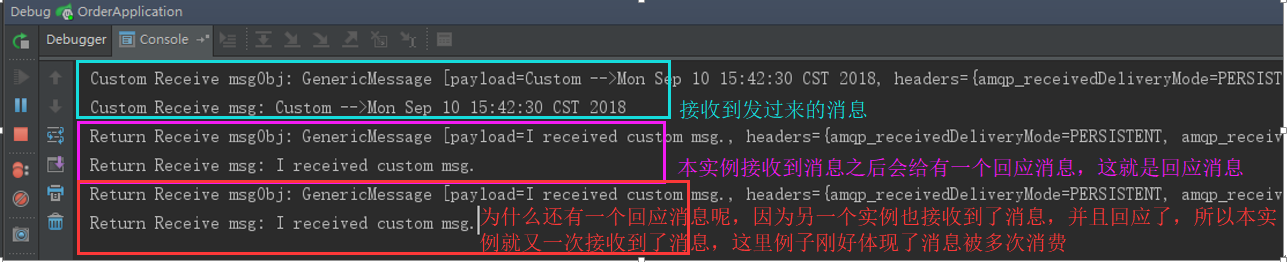 Debug OrderApplication
Debugger Console
Custom Receive msgObj: GenericMessage [payload=Custom -->Mon Sep 10 15:42:30 CST 2018, headers={amqp_receivedDeliveryMode=PERSIST
Custom Receive msg: Custom -->Mon Sep 10 15:42:30 CST 2018
接收到发过来的消息
Return Receive msgObj: GenericMessage [payload=I received custom msg., headers={amqp_receivedDeliveryMode=PERSISTENT, amqp_receiv
Return Receive msg: I received custom msg.
本实例接收到消息之后会给有一个回应消息，这就是回应消息
Return Receive msgObj: GenericMessage [payload=I received custom msg., headers={amqp_receivedDeliveryMode=PERSISTENT, amqp_receiv
Return Receive msg: I received custom msg.
为什么还有一个回应消息呢，因为另一个实例也接收到了消息，并且回应了，所以本实
例就又一次接收到了消息，这里例子刚好体现了消息被多次消费